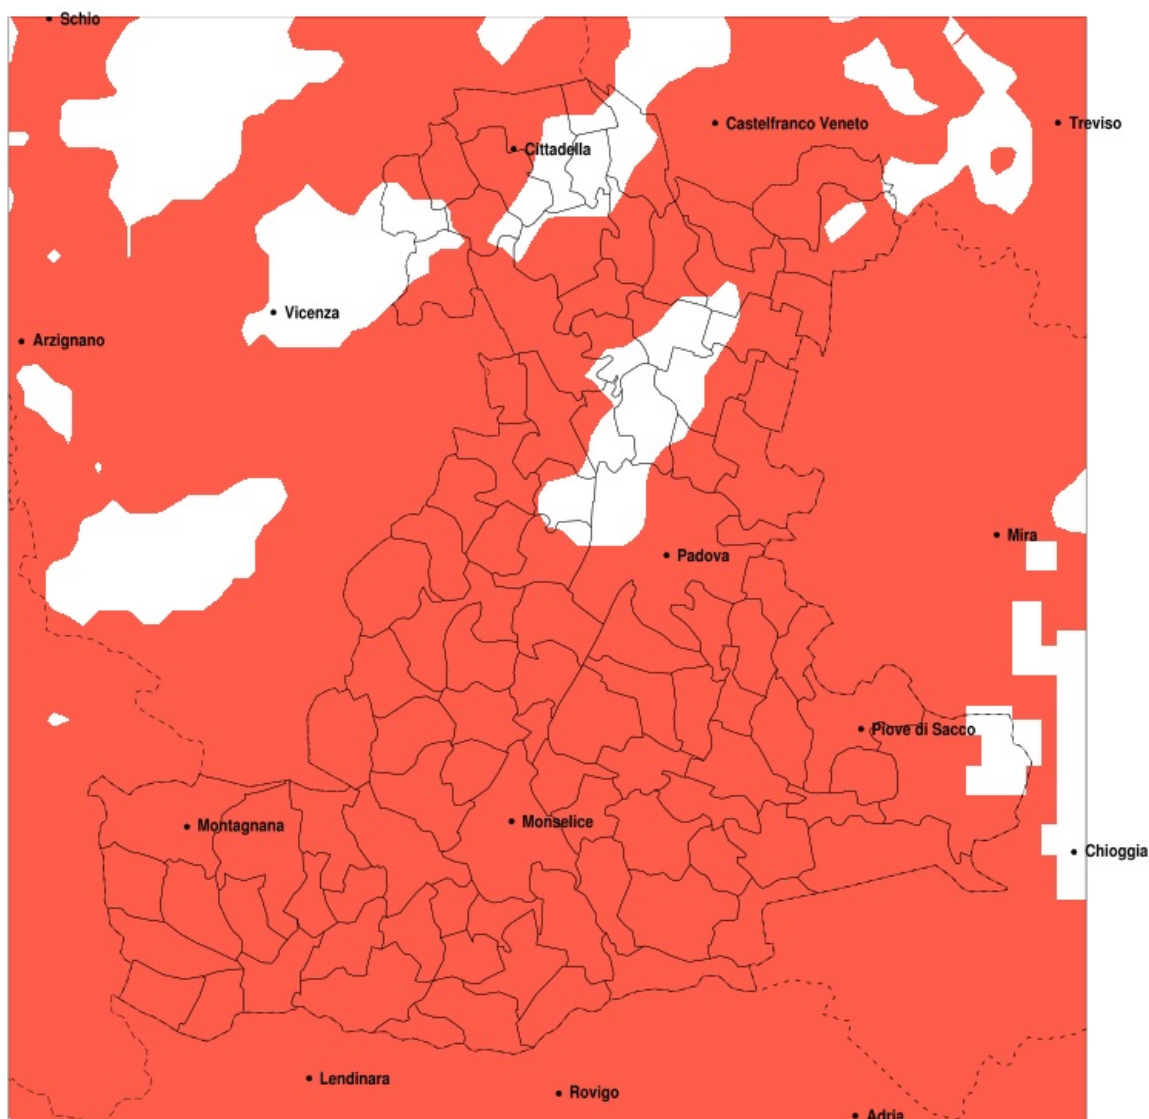 Schio
Castelfranco Veneto
Treviso
Cittadella
Vicenza
Arzignano
Mira
Padova
Piove di Sacco
Montagnana
Monselice
Chioggia
Lendinara
Rovigo
Adria